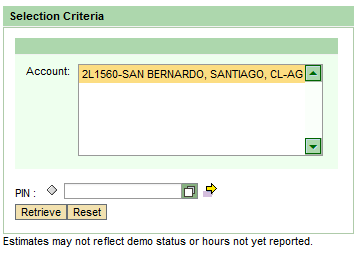 Selection Criteria
Account: 2L1560-SAN BERNARDO, SANTIAGO, CL-AG
PIN :
Retrieve Reset
Estimates may not reflect demo status or hours not yet reported.